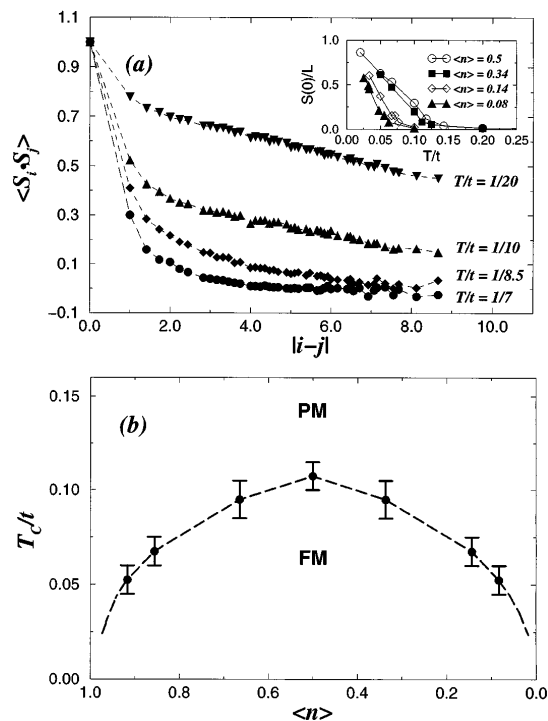 1.1
0.9
0.7
0.5
0.3
0.1
-0.1
<S_i•S_j>
(a)
1.0
0.5
0.0
S(0)/L
<n> = 0.5
<n> = 0.34
<n> = 0.14
<n> = 0.08
0.00 0.05 0.10 0.15 0.20 0.25
T/t
T/t = 1/20
T/t = 1/10
T/t = 1/8.5
T/t = 1/7
0.0 2.0 4.0 6.0 8.0 10.0
|i–j|
0.15
0.10
0.05
0.00
T_C/t
(b)
PM
FM
1.0 0.8 0.6 0.4 0.2 0.0
<n>